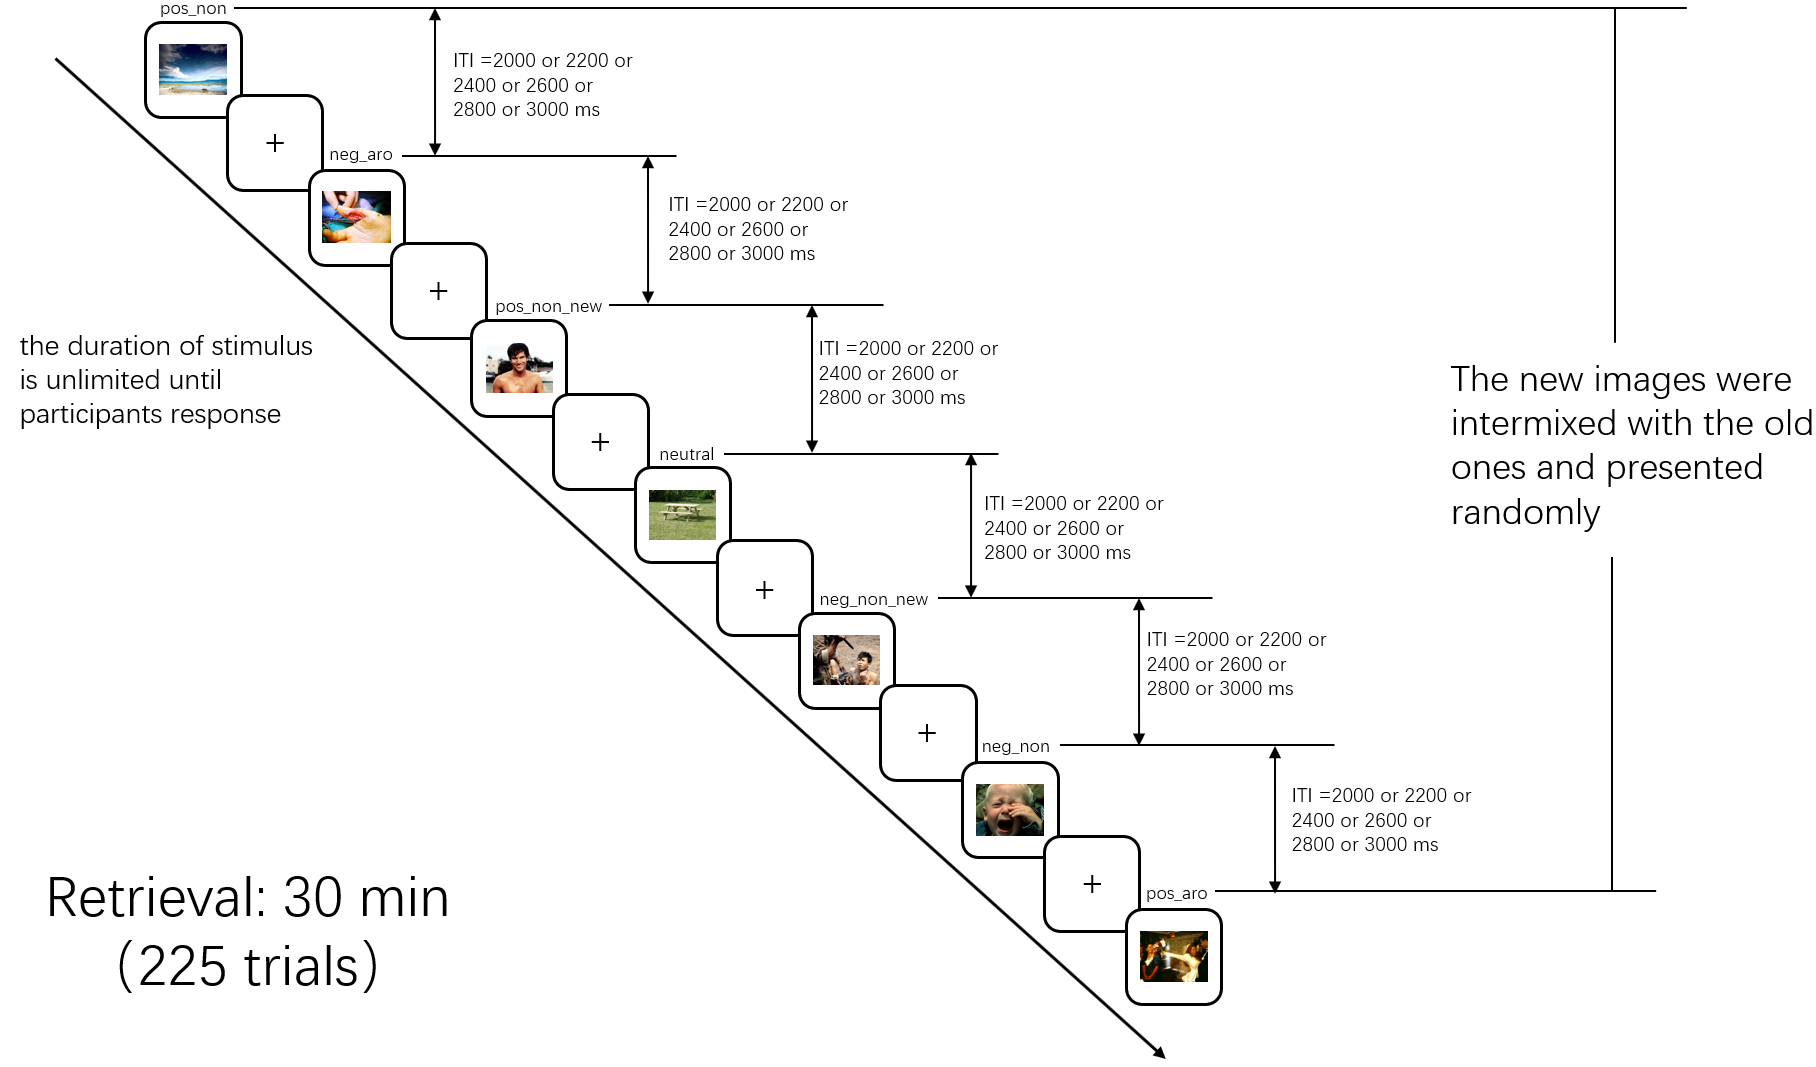 pos_non
ITI =2000 or 2200 or
2400 or 2600 or
2800 or 3000 ms
neg_aro
ITI =2000 or 2200 or
2400 or 2600 or
2800 or 3000 ms
pos_non_new
the duration of stimulus
is unlimited until
participants response
ITI =2000 or 2200 or
2400 or 2600 or
2800 or 3000 ms
The new images were
intermixed with the old
ones and presented
randomly
neutral
ITI =2000 or 2200 or
2400 or 2600 or
2800 or 3000 ms
neg_non_new
ITI =2000 or 2200 or
2400 or 2600 or
2800 or 3000 ms
neg_non
ITI =2000 or 2200 or
2400 or 2600 or
2800 or 3000 ms
pos_aro
Retrieval: 30 min
(225 trials)